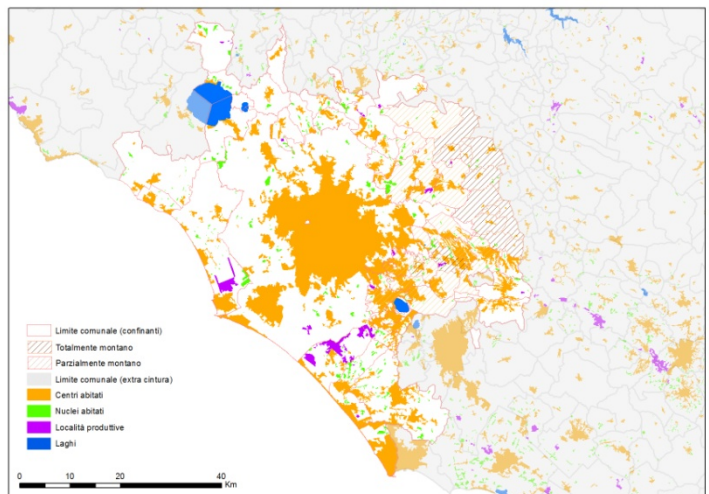 Limite comunale (confinanti)
Totalmente montano
Parzialmente montano
Limite comunale (extra cintura)
Centri abitati
Nuclei abitati
Località produttive
Laghi
0 10 20 40
Km